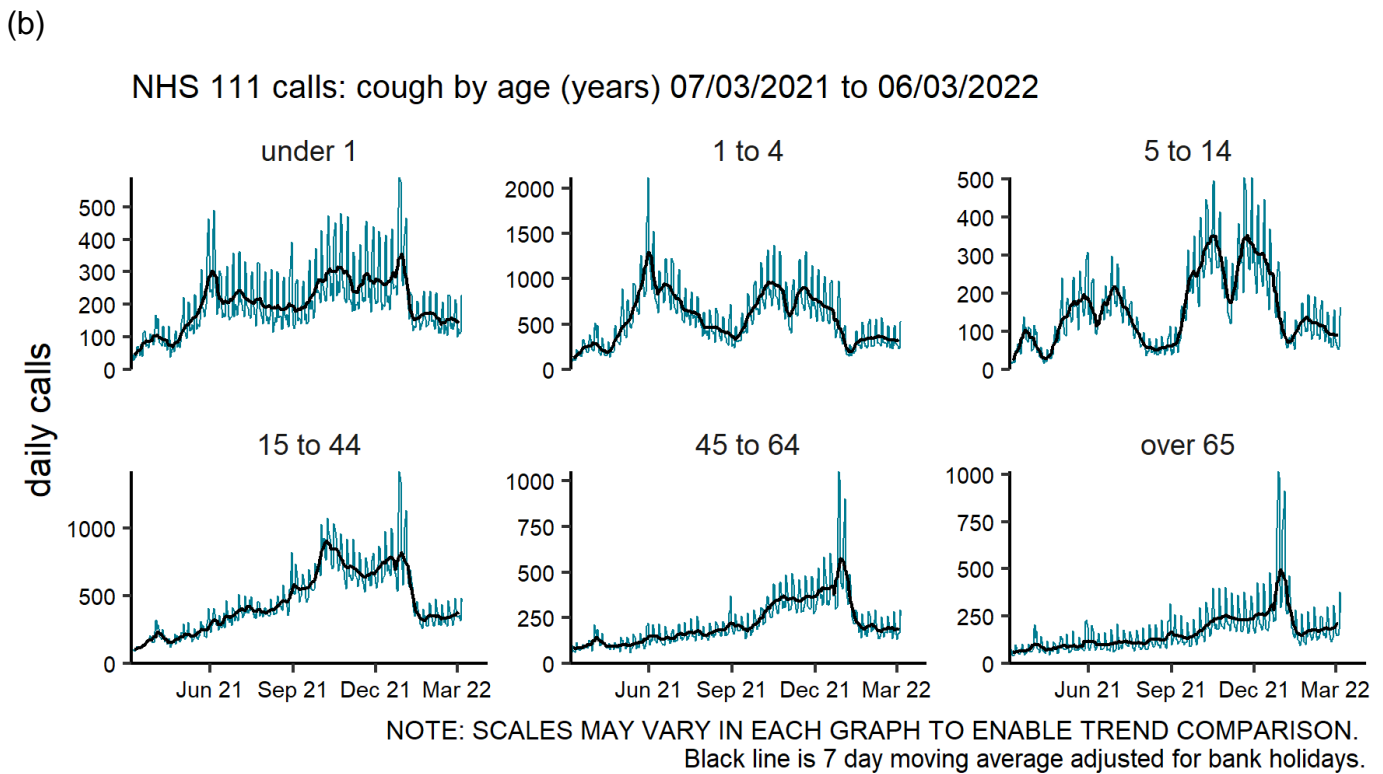 (b)
NHS 111 calls: cough by age (years) 07/03/2021 to 06/03/2022
under 1
1 to 4
5 to 14
500
400
300
200
100
0
2000
1500
1000
500
0
500
400
300
200
100
0
daily calls
15 to 44
45 to 64
over 65
1000
500
0
1000
750
500
250
0
1000
750
500
250
0
Jun 21 Sep 21 Dec 21 Mar 22
Jun 21 Sep 21 Dec 21 Mar 22
Jun 21 Sep 21 Dec 21 Mar 22
NOTE: SCALES MAY VARY IN EACH GRAPH TO ENABLE TREND COMPARISON.
Black line is 7 day moving average adjusted for bank holidays.